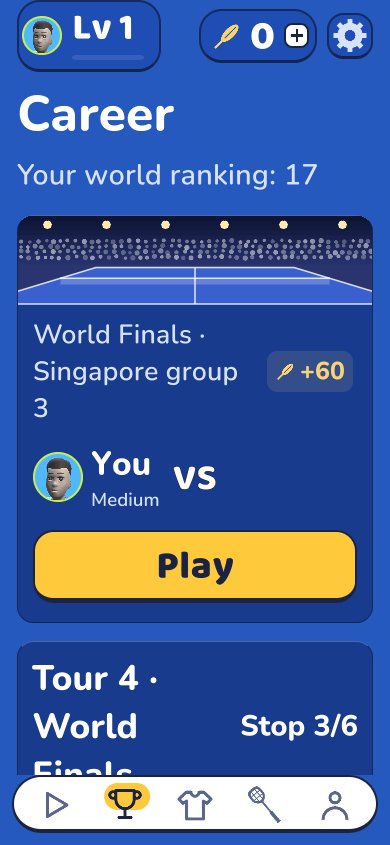 Lv 1
0
Career
Your world ranking: 17
World Finals ·
Singapore group
3
+60
You
Medium
VS
Play
Tour 4 ·
World
Finals
Stop 3/6